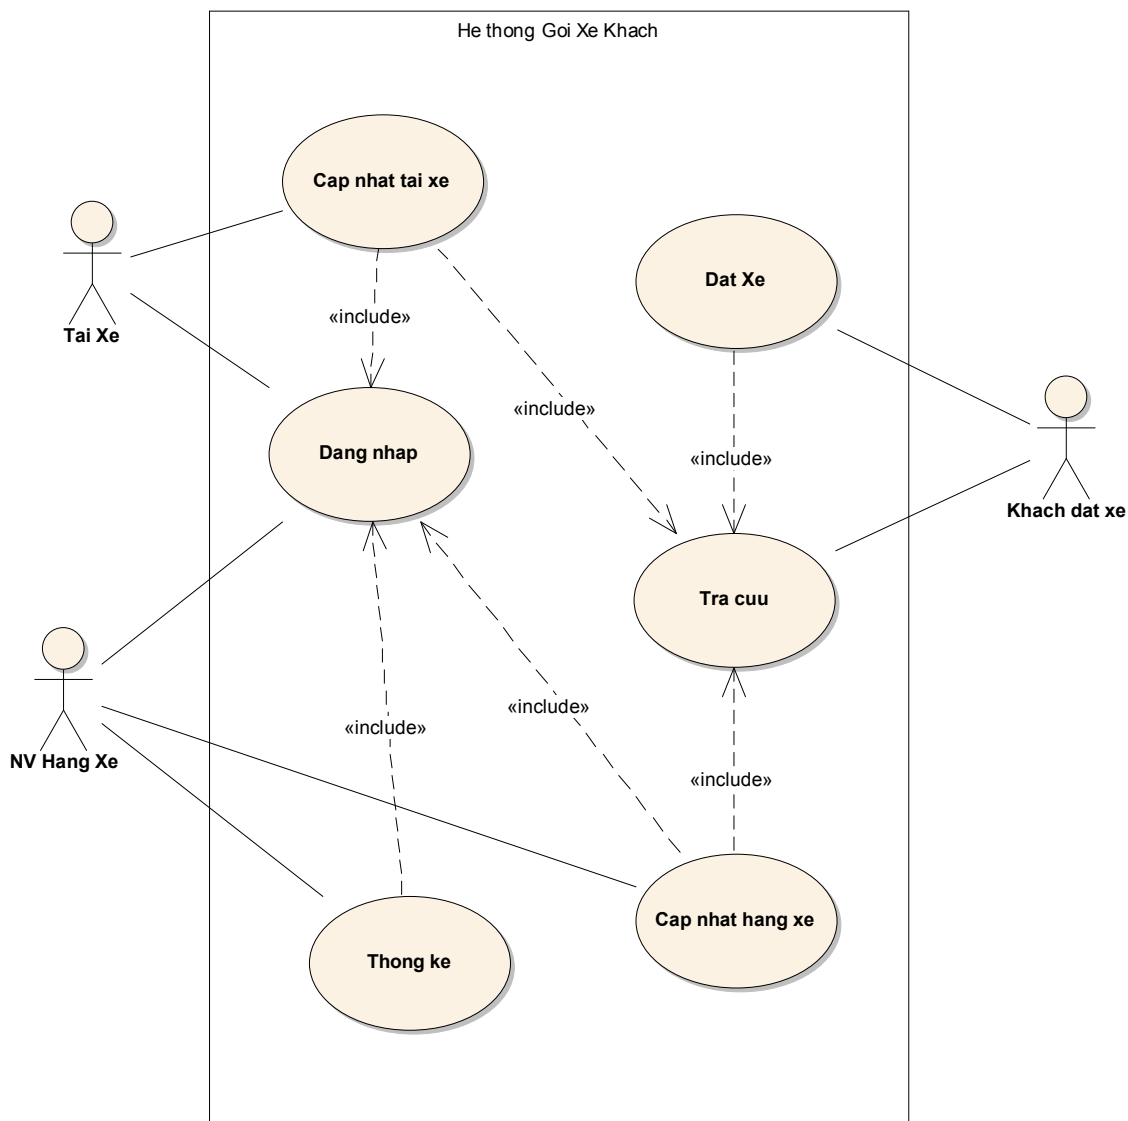 He thong Goi Xe Khach
Cap nhat tai xe
Dat Xe
Tai Xe
«include»
«include»
Dang nhap
«include»
Khach dat xe
Tra cuu
«include»
«include»
NV Hang Xe
«include»
Cap nhat hang xe
Thong ke